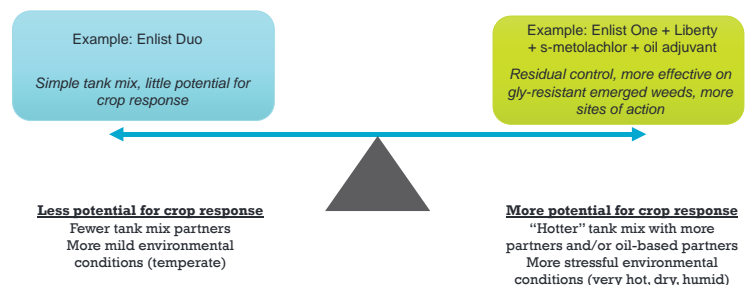 Example: Enlist Duo
Simple tank mix, little potential for
crop response
Example: Enlist One + Liberty
+ s-metolachlor + oil adjuvant
Residual control, more effective on
gly-resistant emerged weeds, more
sites of action
Less potential for crop response
Fewer tank mix partners
More mild environmental
conditions (temperate)
More potential for crop response
“Hotter” tank mix with more
partners and/or oil-based partners
More stressful environmental
conditions (very hot, dry, humid)